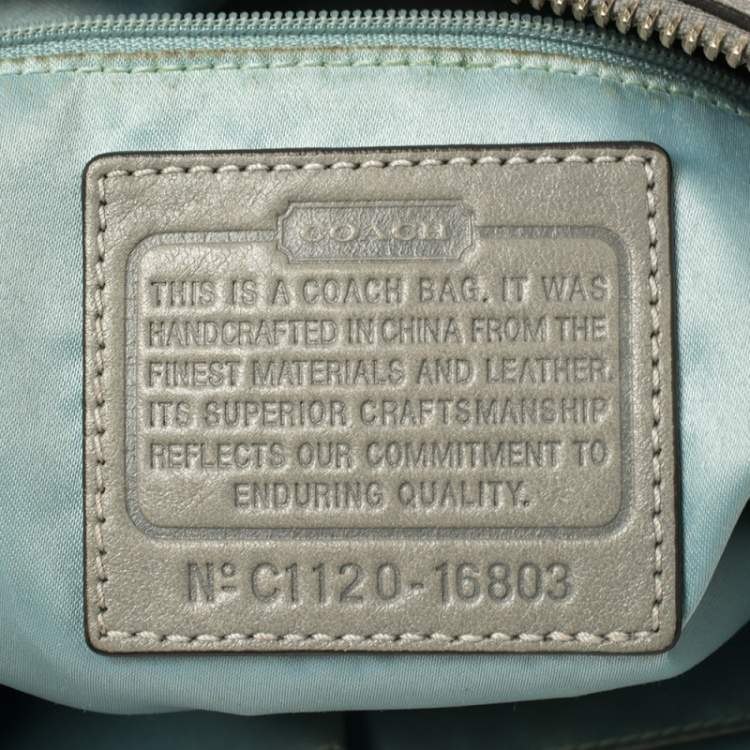 COACH
THIS IS A COACH BAG. IT WAS
HANDCRAFTED IN CHINA FROM THE
FINEST MATERIALS AND LEATHER.
ITS SUPERIOR CRAFTSMANSHIP
REFLECTS OUR COMMITMENT TO
ENDURING QUALITY.
Nº C1120-16803